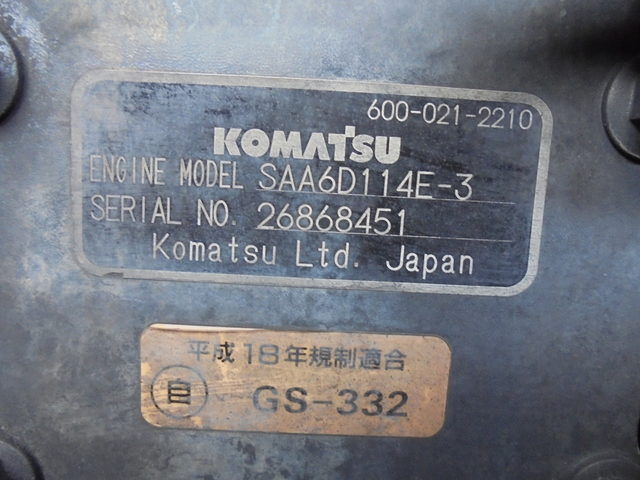 600-021-2210
KOMATSU
ENGINE MODEL SAA6D114E-3
SERIAL NO. 26868451
Komatsu Ltd. Japan
平成18年規制適合
自 GS-332